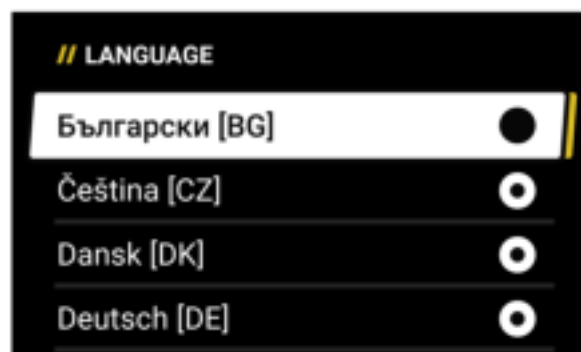 // LANGUAGE
Български [BG]
Čeština [CZ]
Dansk [DK]
Deutsch [DE]